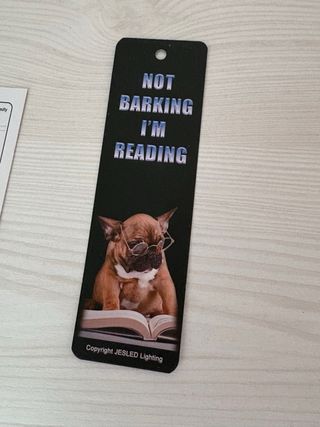 NOT
BARKING
I'M
READING
Copyright JESLED Lighting